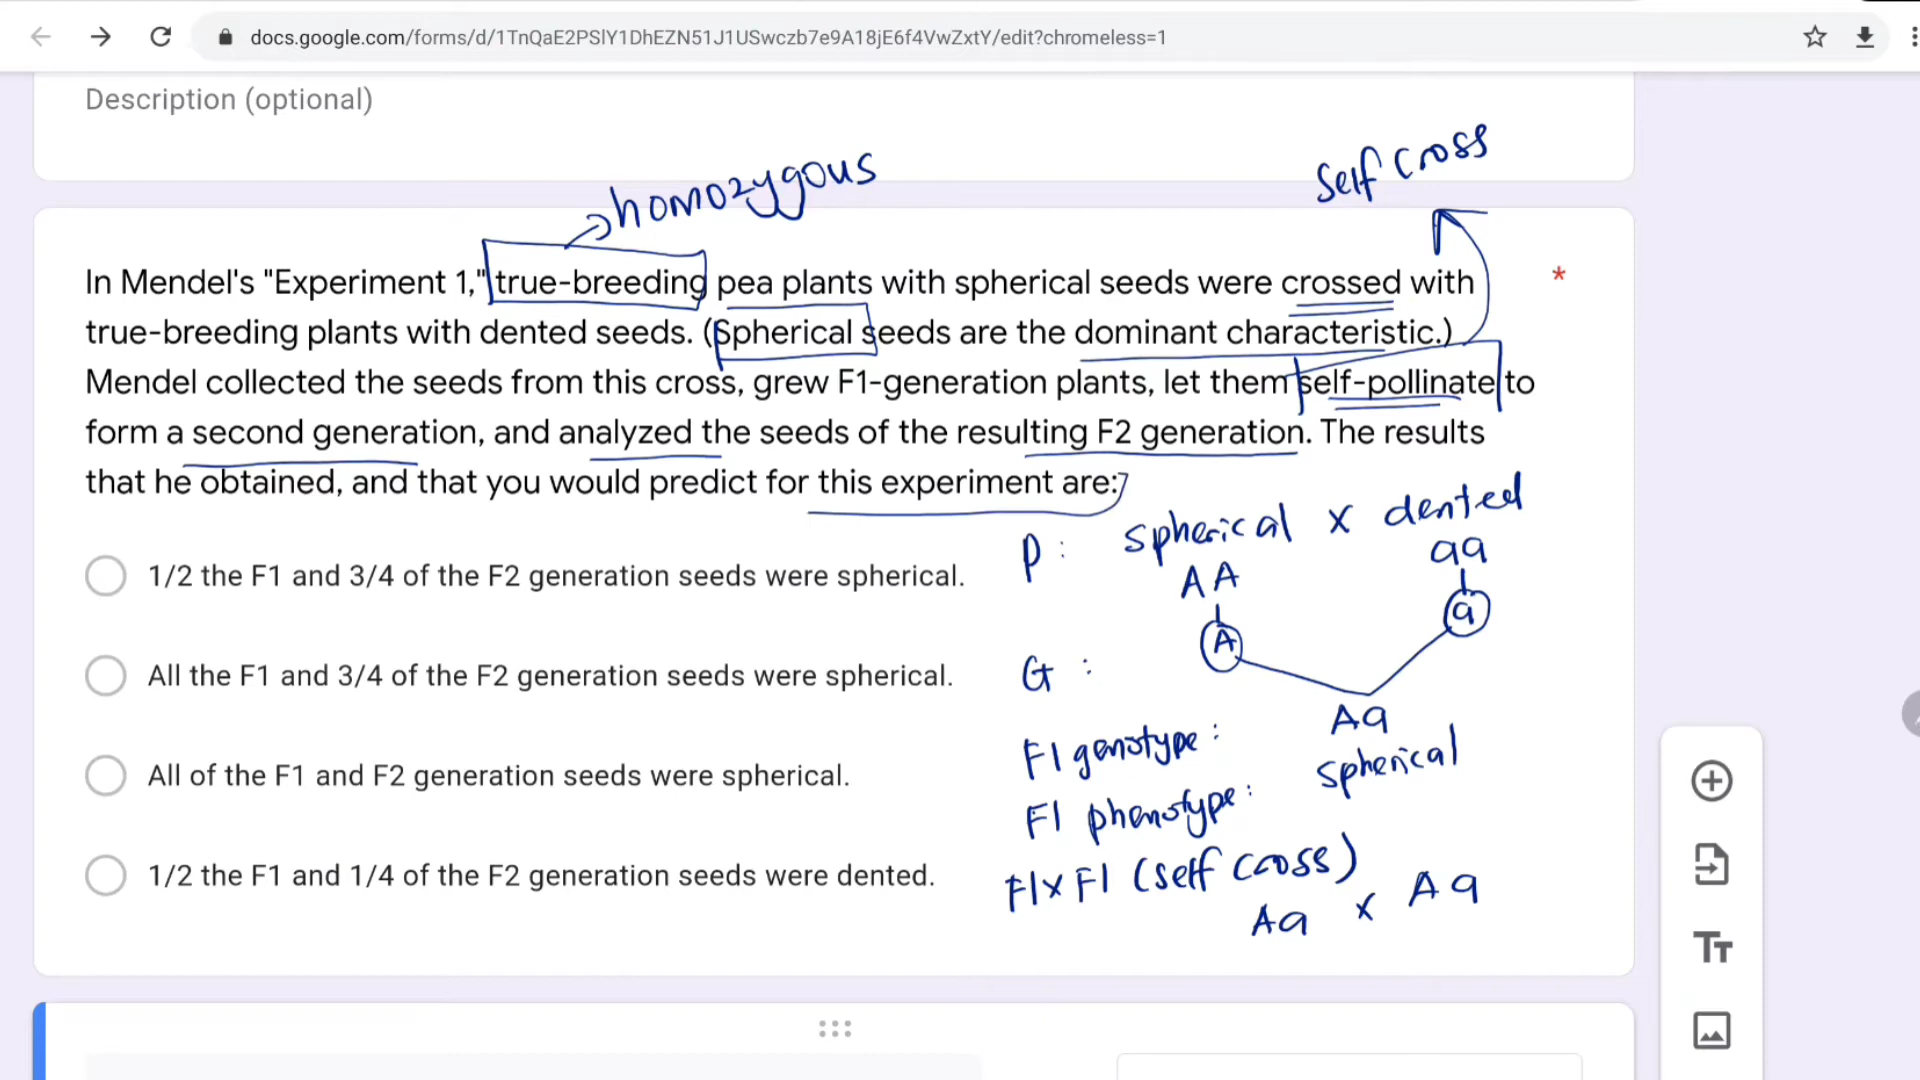 docs.google.com/forms/d/1TnQaE2PSlY1DhEZN51J1USwczb7e9A18jE6f4VwZxtY/edit?chromeless=1
Description (optional)
self cross
homozygous
In Mendel's "Experiment 1," true-breeding pea plants with spherical seeds were crossed with *
true-breeding plants with dented seeds. (Spherical seeds are the dominant characteristic.)
Mendel collected the seeds from this cross, grew F1-generation plants, let them self-pollinate to
form a second generation, and analyzed the seeds of the resulting F2 generation. The results
that he obtained, and that you would predict for this experiment are:
P : spherical x dented
AA aa
1/2 the F1 and 3/4 of the F2 generation seeds were spherical.
A a
All the F1 and 3/4 of the F2 generation seeds were spherical.
G :
Aa
F1 genotype :
spherical
All of the F1 and F2 generation seeds were spherical.
F1 phenotype :
1/2 the F1 and 1/4 of the F2 generation seeds were dented.
F1 x F1 (self cross)
Aa x Aa
Tт